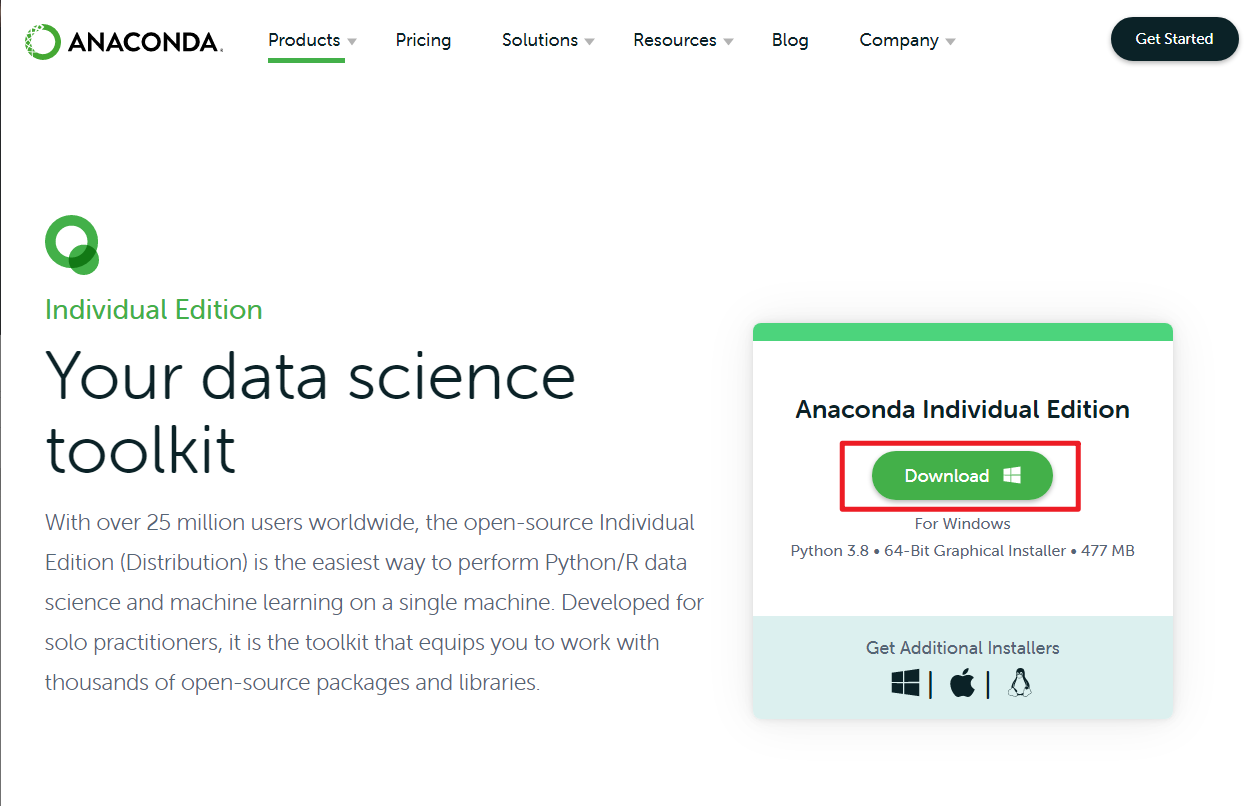 ANACONDA.
Products
Pricing
Solutions
Resources
Blog
Company
Get Started
Individual Edition
Your data science
toolkit
With over 25 million users worldwide, the open-source Individual
Edition (Distribution) is the easiest way to perform Python/R data
science and machine learning on a single machine. Developed for
solo practitioners, it is the toolkit that equips you to work with
thousands of open-source packages and libraries.
Anaconda Individual Edition
Download
For Windows
Python 3.8 • 64-Bit Graphical Installer • 477 MB
Get Additional Installers
| |